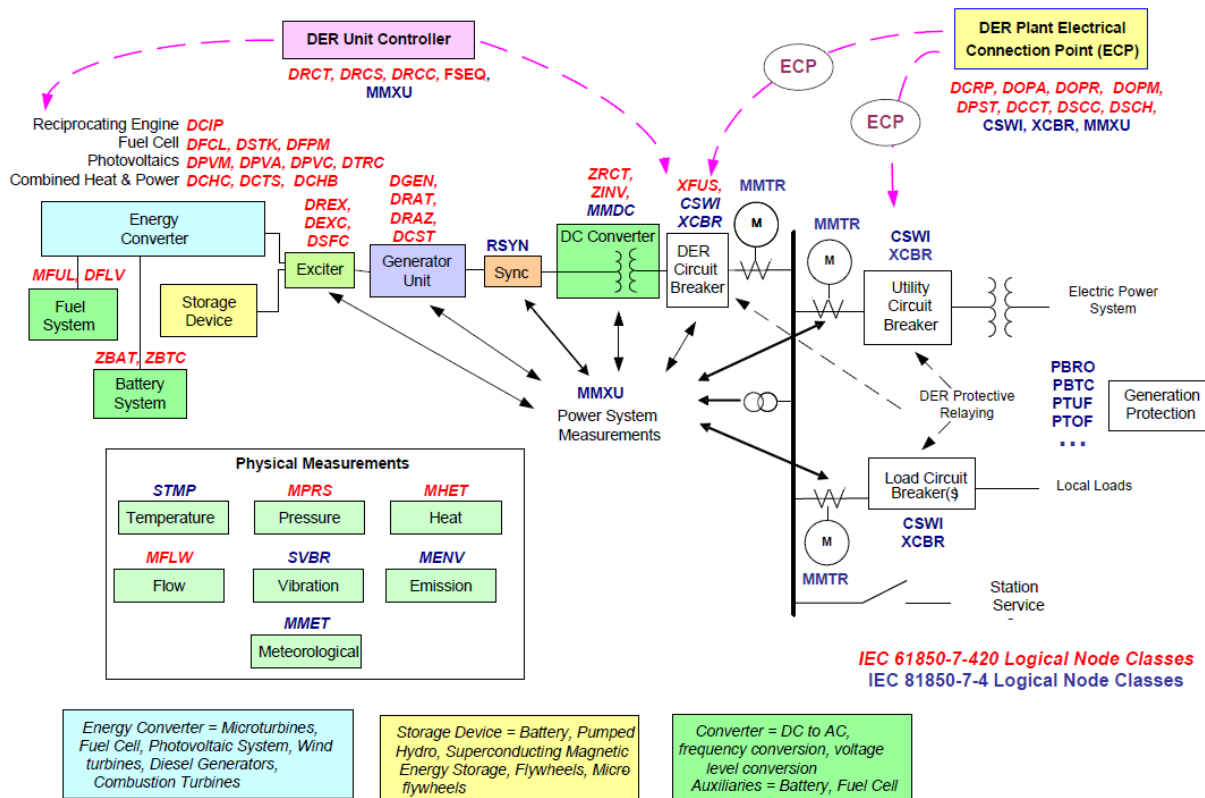 DER Unit Controller
DRCT, DRCS, DRCC, FSEQ,
MMXU
DER Plant Electrical
Connection Point (ECP)
ECP
ECP
DCRP, DOPA, DOPR, DOPM,
DPST, DCCT, DSCC, DSCH,
CSWI, XCBR, MMXU
Reciprocating Engine DCIP
Fuel Cell DFCL, DSTK, DFPM
Photovoltaics DPVM, DPVA, DPVC, DTRC
Combined Heat & Power DCHC, DCTS, DCHB
Energy
Converter
DREX,
DEXC,
DSFC
Exciter
DGEN,
DRAT,
DRAZ,
DCST
Generator
Unit
RSYN
Sync
ZRCT,
ZINV,
MMDC
DC Converter
XFUS,
CSWI
XCBR
DER
Circuit
Breaker
MMTR
M
MMTR
M
CSWI
XCBR
Utility
Circuit
Breaker
Electric Power
System
MFUL, DFLV
Fuel
System
Storage
Device
ZBAT, ZBTC
Battery
System
MMXU
Power System
Measurements
DER Protective
Relaying
PBRO
PBTC
PTUF
PTOF
...
Generation
Protection
Load Circuit
Breaker(s)
CSWI
XCBR
Local Loads
M
MMTR
Station
Service
Physical Measurements
STMP
Temperature
MPRS
Pressure
MHET
Heat
MFLW
Flow
SVBR
Vibration
MENV
Emission
MMET
Meteorological
IEC 61850-7-420 Logical Node Classes
IEC 81850-7-4 Logical Node Classes
Energy Converter = Microturbines,
Fuel Cell, Photovoltaic System, Wind
turbines, Diesel Generators,
Combustion Turbines
Storage Device = Battery, Pumped
Hydro, Superconducting Magnetic
Energy Storage, Flywheels, Micro-
flywheels
Converter = DC to AC,
frequency conversion, voltage
level conversion
Auxiliaries = Battery, Fuel Cell